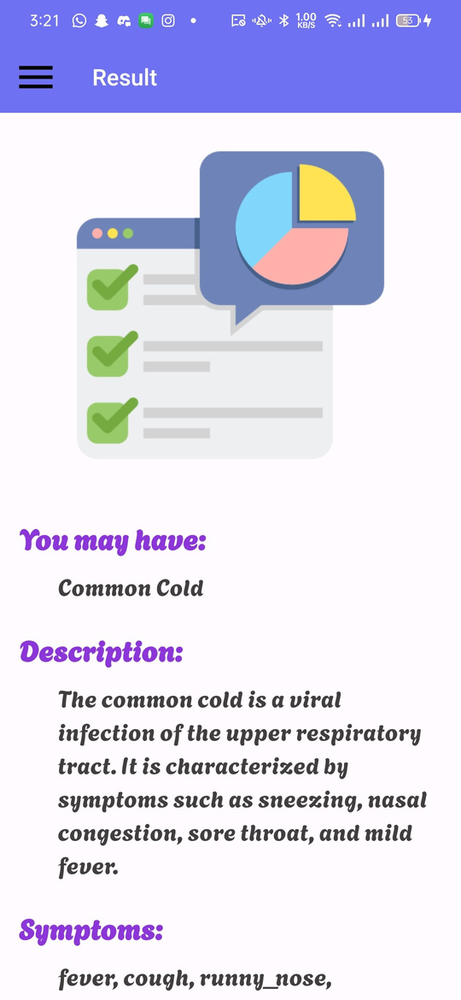 3:21 1.00 KB/S 53
Result
You may have:
Common Cold
Description:
The common cold is a viral
infection of the upper respiratory
tract. It is characterized by
symptoms such as sneezing, nasal
congestion, sore throat, and mild
fever.
Symptoms:
fever, cough, runny_nose,